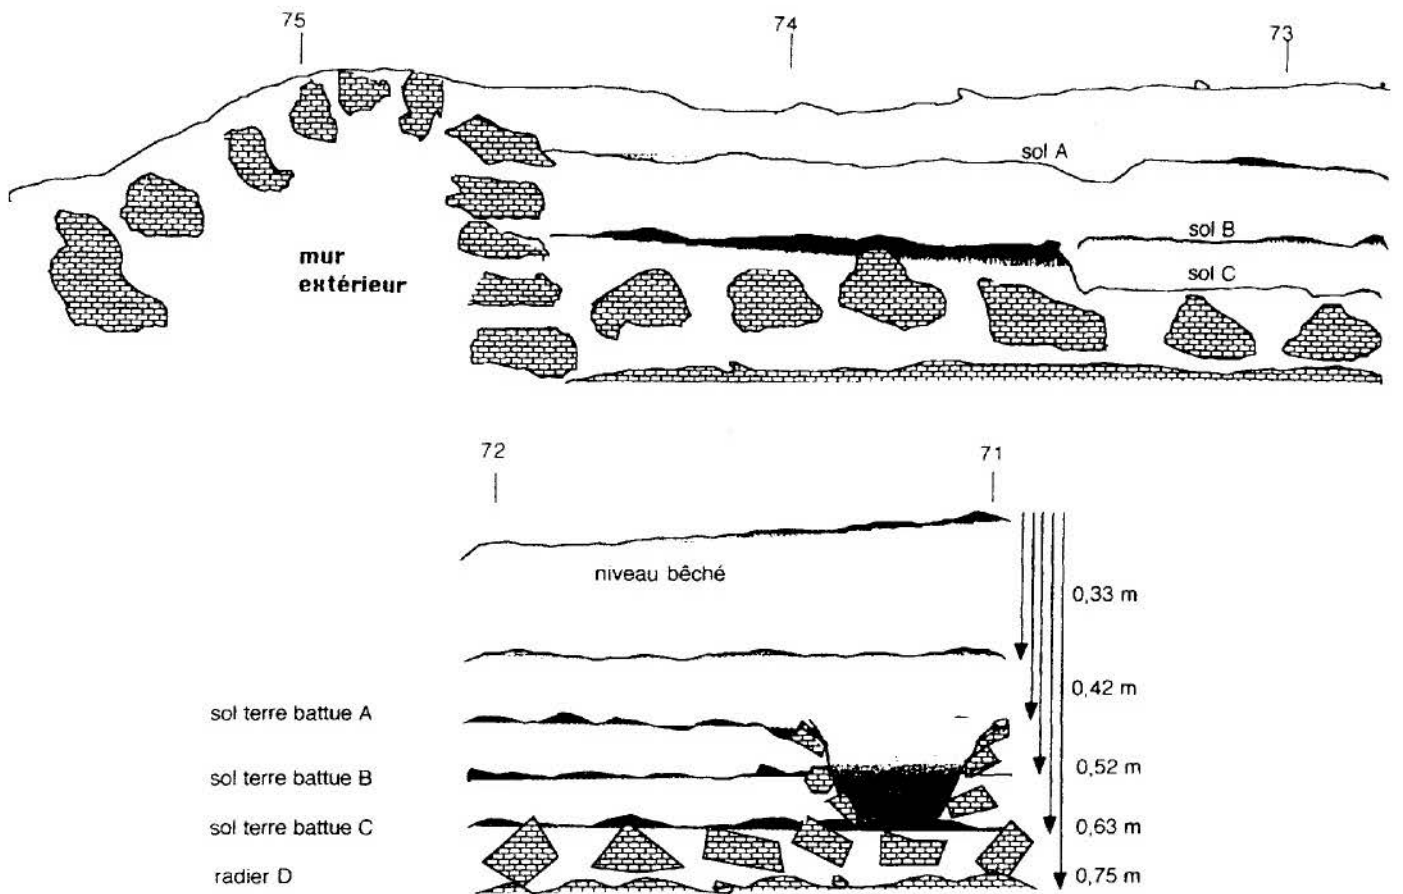 75
74
73
sol A
sol B
mur
extérieur
sol C
72
71
niveau bêché
0,33 m
0,42 m
sol terre battue A
0,52 m
sol terre battue B
sol terre battue C
0,63 m
radier D
0,75 m